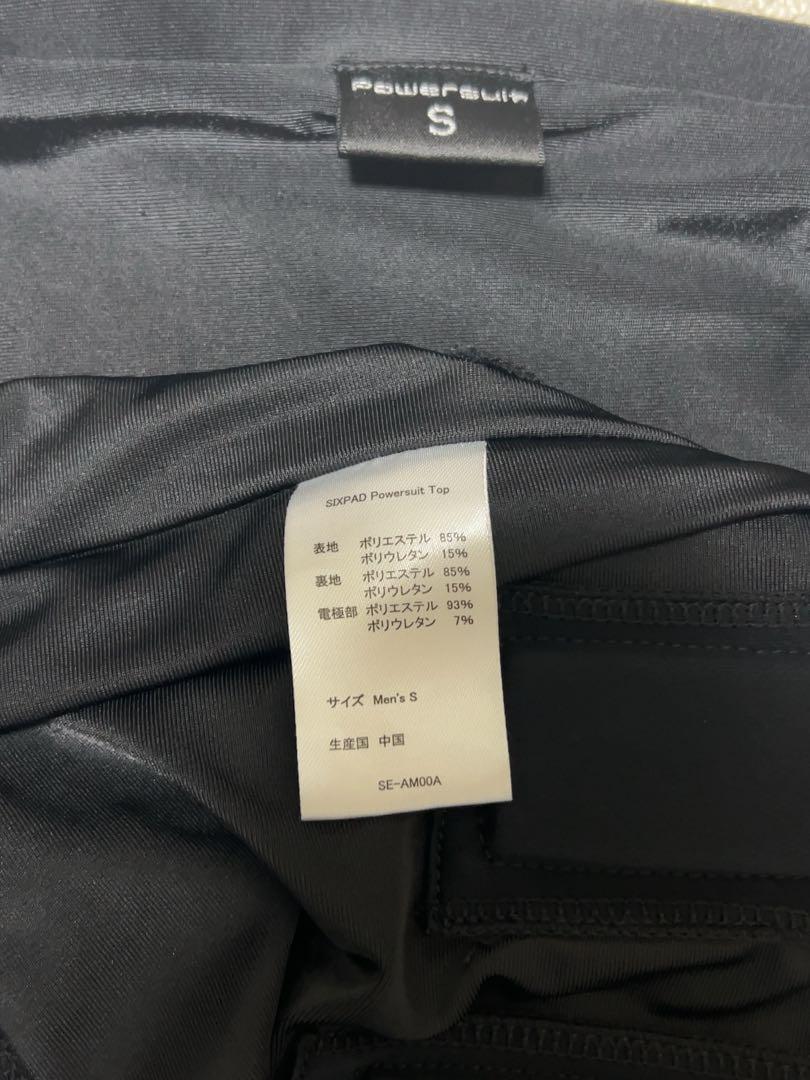 Powersuit
S
SIXPAD Powersuit Top
表地 ポリエステル 85%
ポリウレタン 15%
裏地 ポリエステル 85%
ポリウレタン 15%
電極部 ポリエステル 93%
ポリウレタン 7%
サイズ Men's S
生産国 中国
SE-AM00A